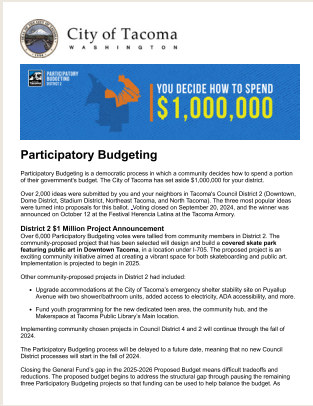 City of Tacoma
WASHINGTON
PARTICIPATORY
BUDGETING
DISTRICT 2
Tacoma
YOU DECIDE HOW TO SPEND
$1,000,000
Participatory Budgeting
Participatory Budgeting is a democratic process in which a community decides how to spend a portion
of their government's budget. The City of Tacoma has set aside $1,000,000 for your district.
Over 2,000 ideas were submitted by you and your neighbors in Tacoma's Council District 2 (Downtown,
Dome District, Stadium District, Northeast Tacoma, and North Tacoma). The three most popular ideas
were turned into proposals for this ballot. Voting closed on September 20, 2024, and the winner was
announced on October 12 at the Festival Herencia Latina at the Tacoma Armory.
District 2 $1 Million Project Announcement
Over 6,000 Participatory Budgeting votes were tallied from community members in District 2. The
community-proposed project that has been selected will design and build a covered skate park
featuring public art in Downtown Tacoma, in a location under I-705. The proposed project is an
exciting community initiative aimed at creating a vibrant space for both skateboarding and public art.
Implementation is projected to begin in 2025.
Other community-proposed projects in District 2 had included:
• Upgrade accommodations at the City of Tacoma's emergency shelter stability site on Puyallup
Avenue with two shower/bathroom units, added access to electricity, ADA accessibility, and more.
• Fund youth programming for the new dedicated teen area, the community hub, and the
Makerspace at Tacoma Public Library's Main location.
Implementing community chosen projects in Council District 4 and 2 will continue through the fall of
2024.
The Participatory Budgeting process will be delayed to a future date, meaning that no new Council
District processes will start in the fall of 2024.
Closing the General Fund's gap in the 2025-2026 Proposed Budget means difficult tradeoffs and
reductions. The proposed budget begins to address the structural gap through pausing the remaining
three Participatory Budgeting projects so that funding can be used to help balance the budget. As